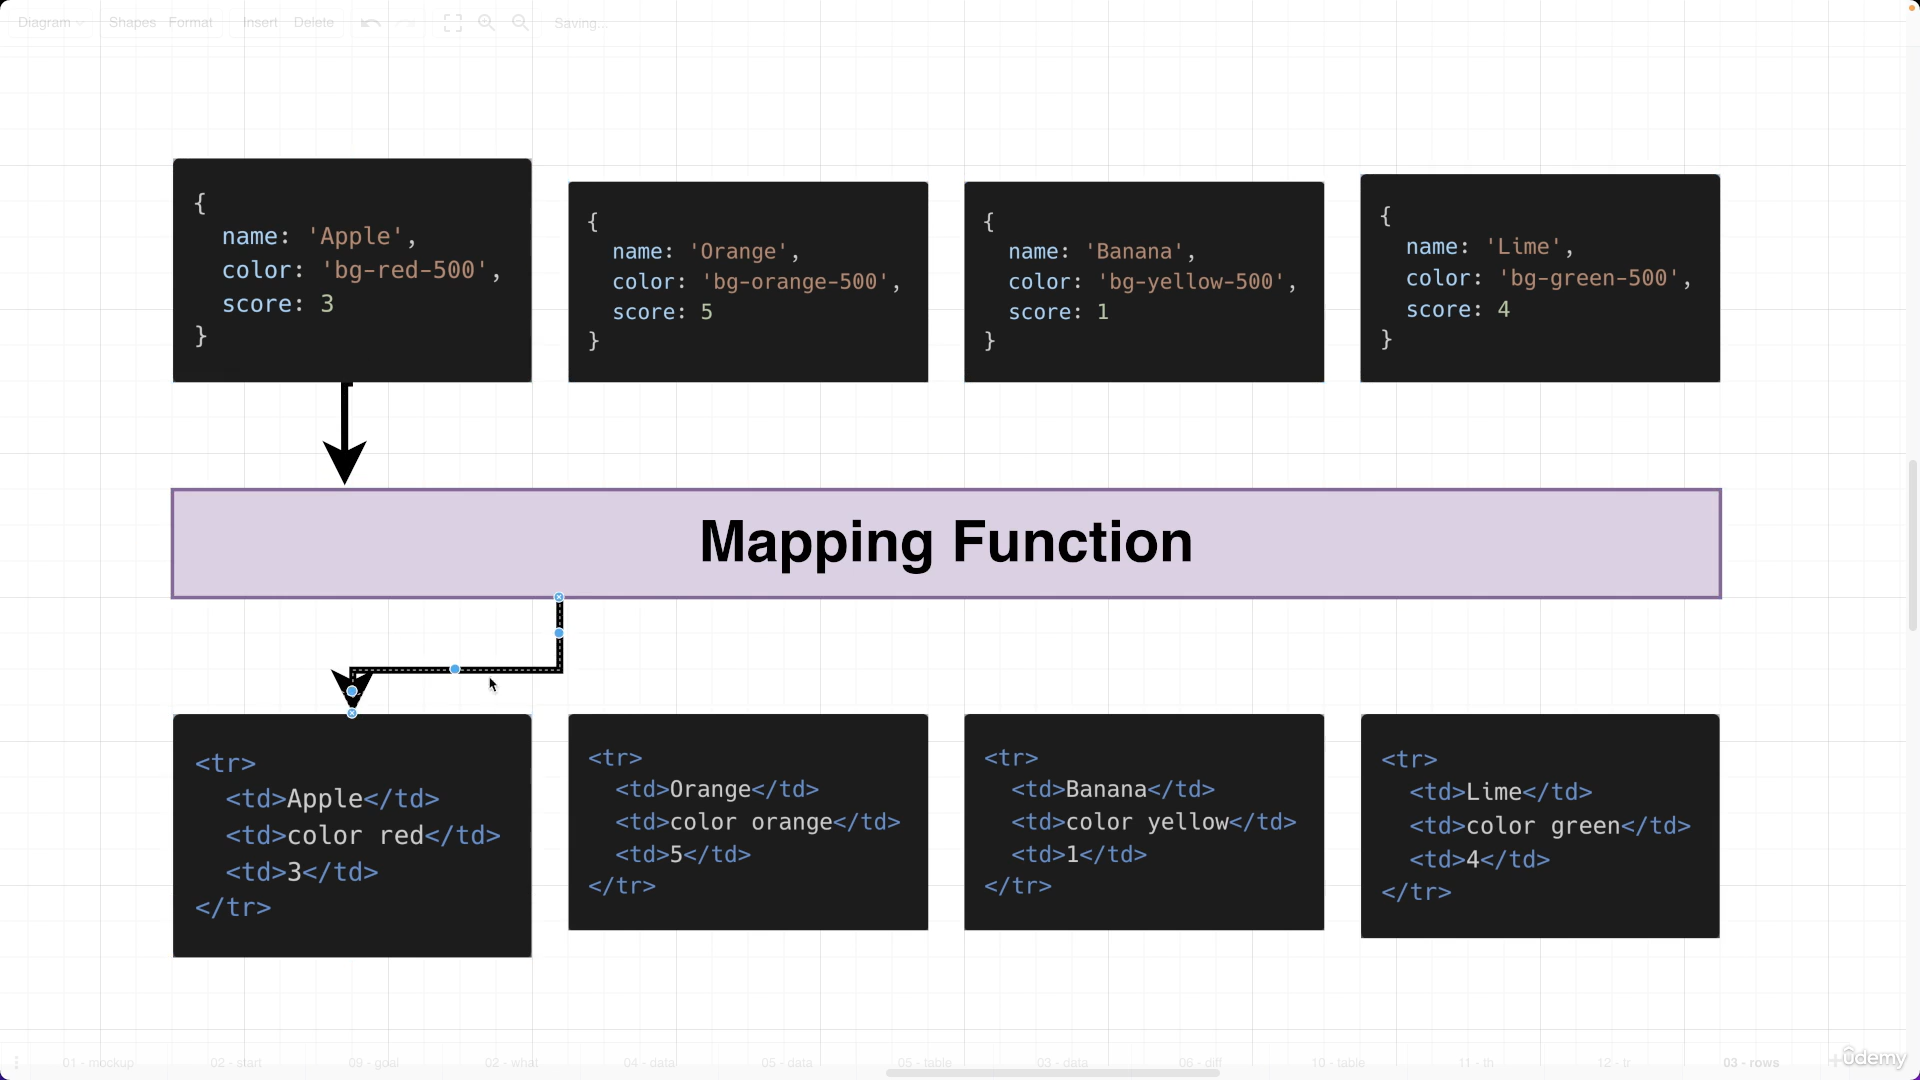 Diagram
Shapes
Format
Insert
Delete
Saving...
{
name: 'Apple',
color: 'bg-red-500',
score: 3
}
{
name: 'Orange',
color: 'bg-orange-500',
score: 5
}
{
name: 'Banana',
color: 'bg-yellow-500',
score: 1
}
{
name: 'Lime',
color: 'bg-green-500',
score: 4
}
Mapping Function
<tr>
<td>Apple</td>
<td>color red</td>
<td>3</td>
</tr>
<tr>
<td>Orange</td>
<td>color orange</td>
<td>5</td>
</tr>
<tr>
<td>Banana</td>
<td>color yellow</td>
<td>1</td>
</tr>
<tr>
<td>Lime</td>
<td>color green</td>
<td>4</td>
</tr>
01 - mockup
02 - start
09 - goal
02 - what
04 - data
05 - data
05 - table
03 - data
06 - diff
10 - table
11 - th
12 - tr
03 - rows
ûdemy